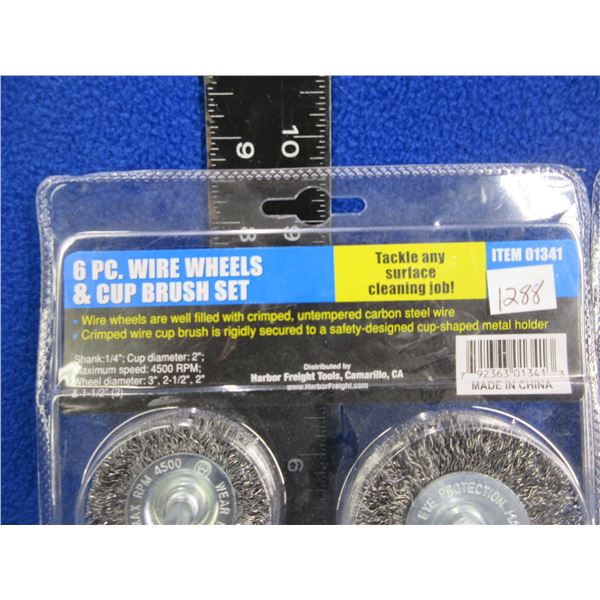 9 10
8 9
6 PC. WIRE WHEELS
& CUP BRUSH SET
Tackle any
surface
cleaning job!
ITEM 01341
1288
• Wire wheels are well filled with crimped, untempered carbon steel wire
• Crimped wire cup brush is rigidly secured to a safety-designed cup-shaped metal holder
Shank:1/4"; Cup diameter: 2";
Maximum speed: 4500 RPM;
Wheel diameter: 3", 2-1/2", 2"
& 1-1/2" (2)
Distributed by
Harbor Freight Tools, Camarillo, CA
www.HarborFreight.com
7 92363-01341 3
MADE IN CHINA
6
MAX RPM 4500 WEAR
EYE PROTECTION